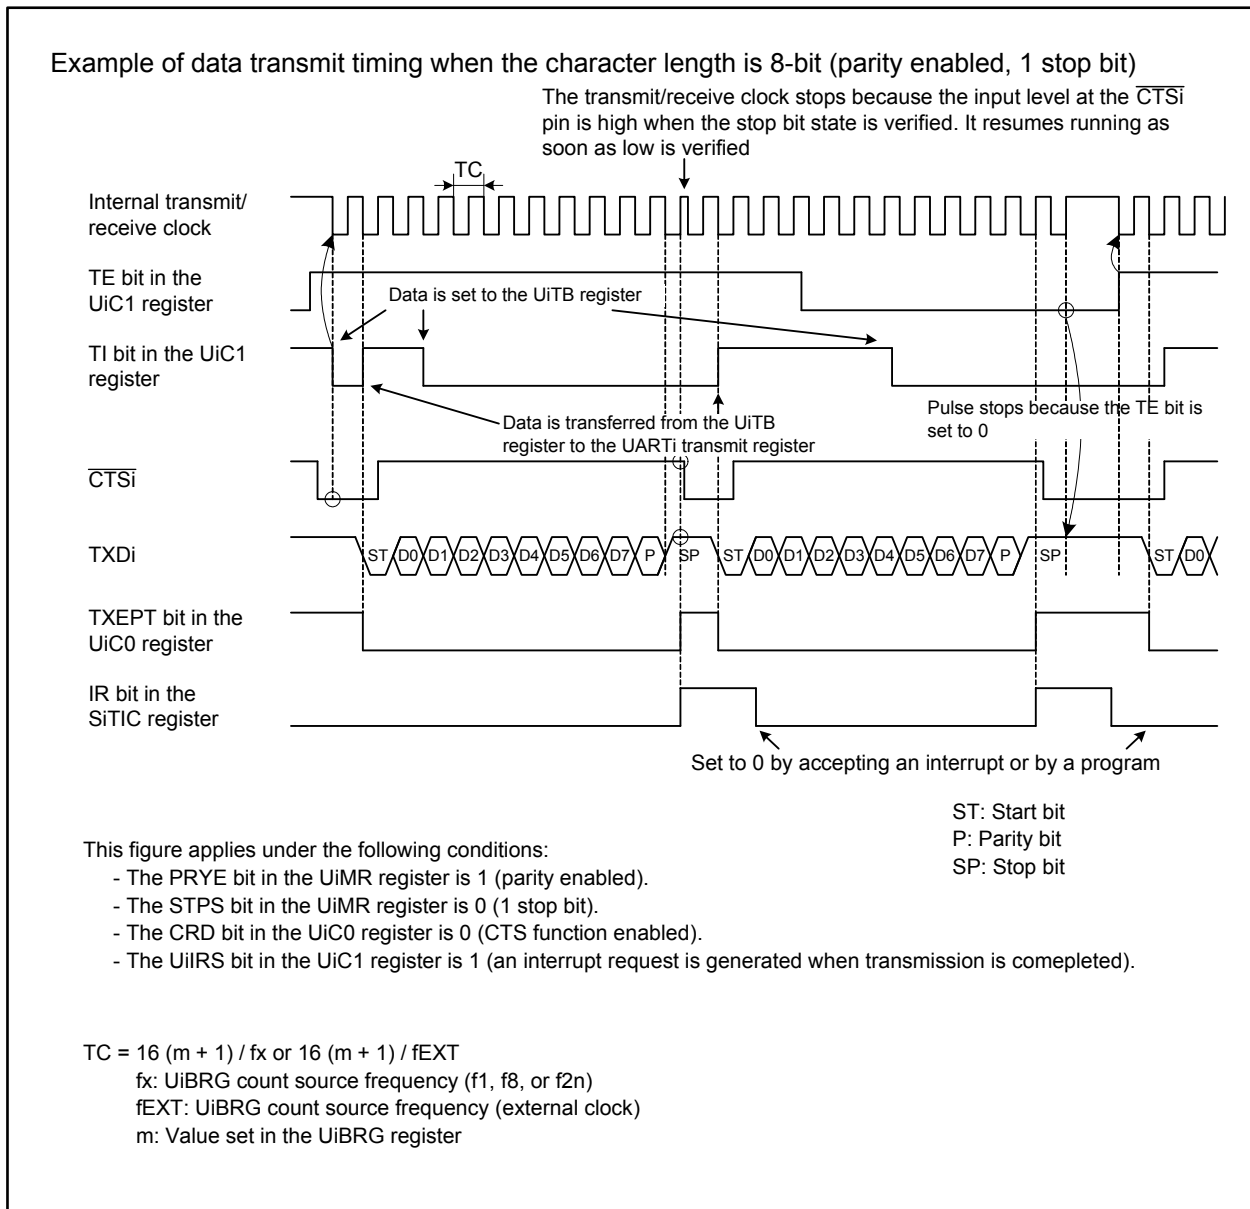 Example of data transmit timing when the character length is 8-bit (parity enabled, 1 stop bit)
The transmit/receive clock stops because the input level at the CTSi
pin is high when the stop bit state is verified. It resumes running as
soon as low is verified
TC
Internal transmit/
receive clock
TE bit in the
UiC1 register
Data is set to the UiTB register
TI bit in the UiC1
register
Data is transferred from the UiTB
register to the UARTi transmit register
Pulse stops because the TE bit is
set to 0
CTSi
TXDi
ST D0 D1 D2 D3 D4 D5 D6 D7 P SP ST D0 D1 D2 D3 D4 D5 D6 D7 P SP ST D0
TXEPT bit in the
UiC0 register
IR bit in the
SiTIC register
Set to 0 by accepting an interrupt or by a program
ST: Start bit
P: Parity bit
SP: Stop bit
This figure applies under the following conditions:
- The PRYE bit in the UiMR register is 1 (parity enabled).
- The STPS bit in the UiMR register is 0 (1 stop bit).
- The CRD bit in the UiC0 register is 0 (CTS function enabled).
- The UiIRS bit in the UiC1 register is 1 (an interrupt request is generated when transmission is comepleted).
TC = 16 (m + 1) / fx or 16 (m + 1) / fEXT
fx: UiBRG count source frequency (f1, f8, or f2n)
fEXT: UiBRG count source frequency (external clock)
m: Value set in the UiBRG register